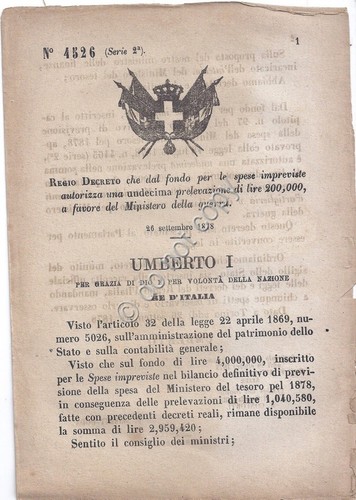 N° 4526 (Serie 2ª).
1
REGIO DECRETO che dal fondo per le spese impreviste
autorizza una undecima prelevazione di lire 200,000,
a favore del Ministero della guerra.
26 settembre 1878
UMBERTO I
PER GRAZIA DI DIO E PER VOLONTÀ DELLA NAZIONE
RE D'ITALIA
Visto l'articolo 32 della legge 22 aprile 1869, nu-
mero 5026, sull'amministrazione del patrimonio dello
Stato e sulla contabilità generale;
Visto che sul fondo di lire 4,000,000, inscritto
per le Spese impreviste nel bilancio definitivo di previ-
sione della spesa del Ministero del tesoro pel 1878,
in conseguenza delle prelevazioni di lire 1,040,580,
fatte con precedenti decreti reali, rimane disponibile
la somma di lire 2,959,420;
Sentito il consiglio dei ministri;